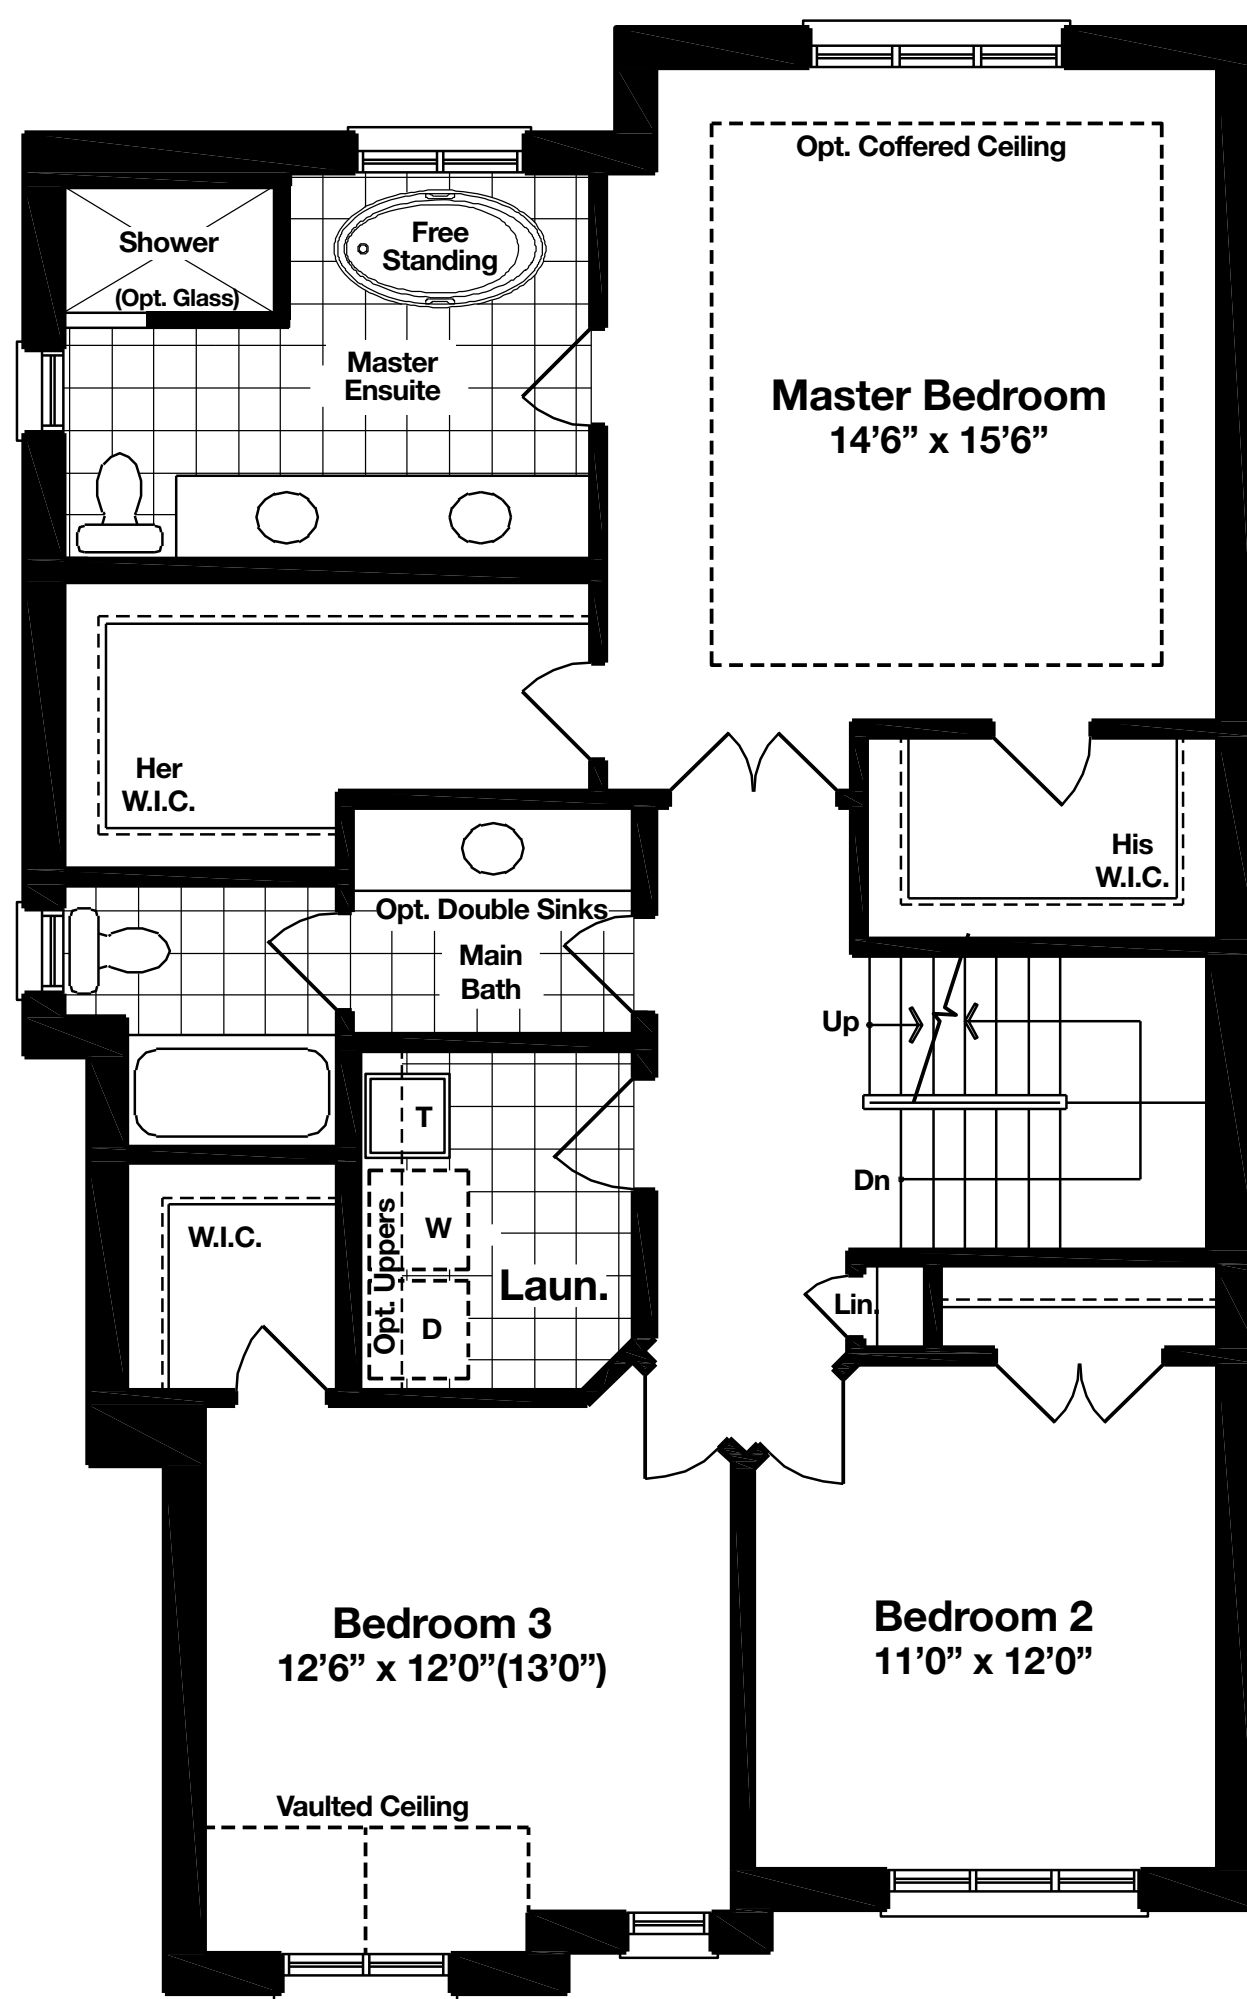 Opt. Coffered Ceiling
Shower
(Opt. Glass)
Free
Standing
Master
Ensuite
Master Bedroom
14’6” x 15’6”
Her
W.I.C.
His
W.I.C.
Opt. Double Sinks
Main
Bath
Up
Dn
T
W
D
Opt. Uppers
Laun.
W.I.C.
Lin.
Bedroom 3
12’6” x 12’0”(13’0”)
Bedroom 2
11’0” x 12’0”
Vaulted Ceiling